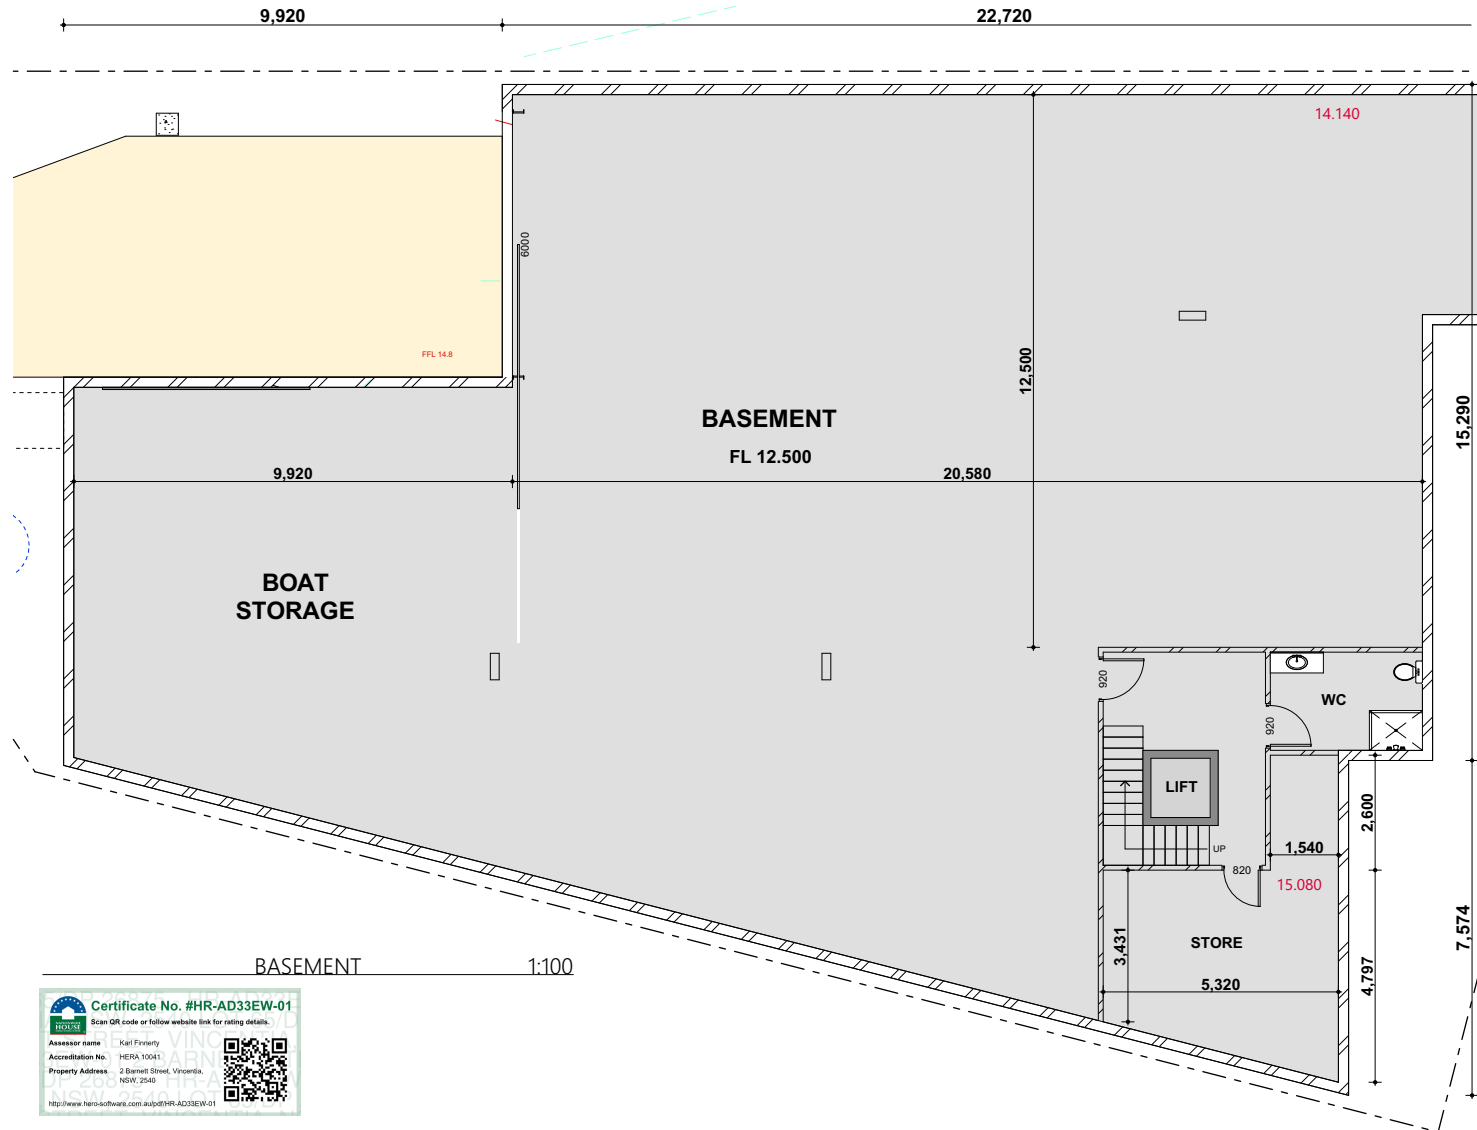 9,920
22,720
14.140
6000
FFL 14.8
12,500
15,290
BASEMENT
FL 12.500
9,920
20,580
BOAT
STORAGE
920
WC
920
LIFT
2,600
UP
1,540
820
15.080
3,431
STORE
7,574
4,797
5,320
BASEMENT 1:100
Certificate No. #HR-AD33EW-01
Scan QR code or follow website link for rating details.
HOUSE
Assessor name Karl Finnerty
Accreditation No. HERA 10041
Property Address 2 Barnett Street, Vincentia,
NSW, 2540
http://www.hero-software.com.au/pdf/HR-AD33EW-01